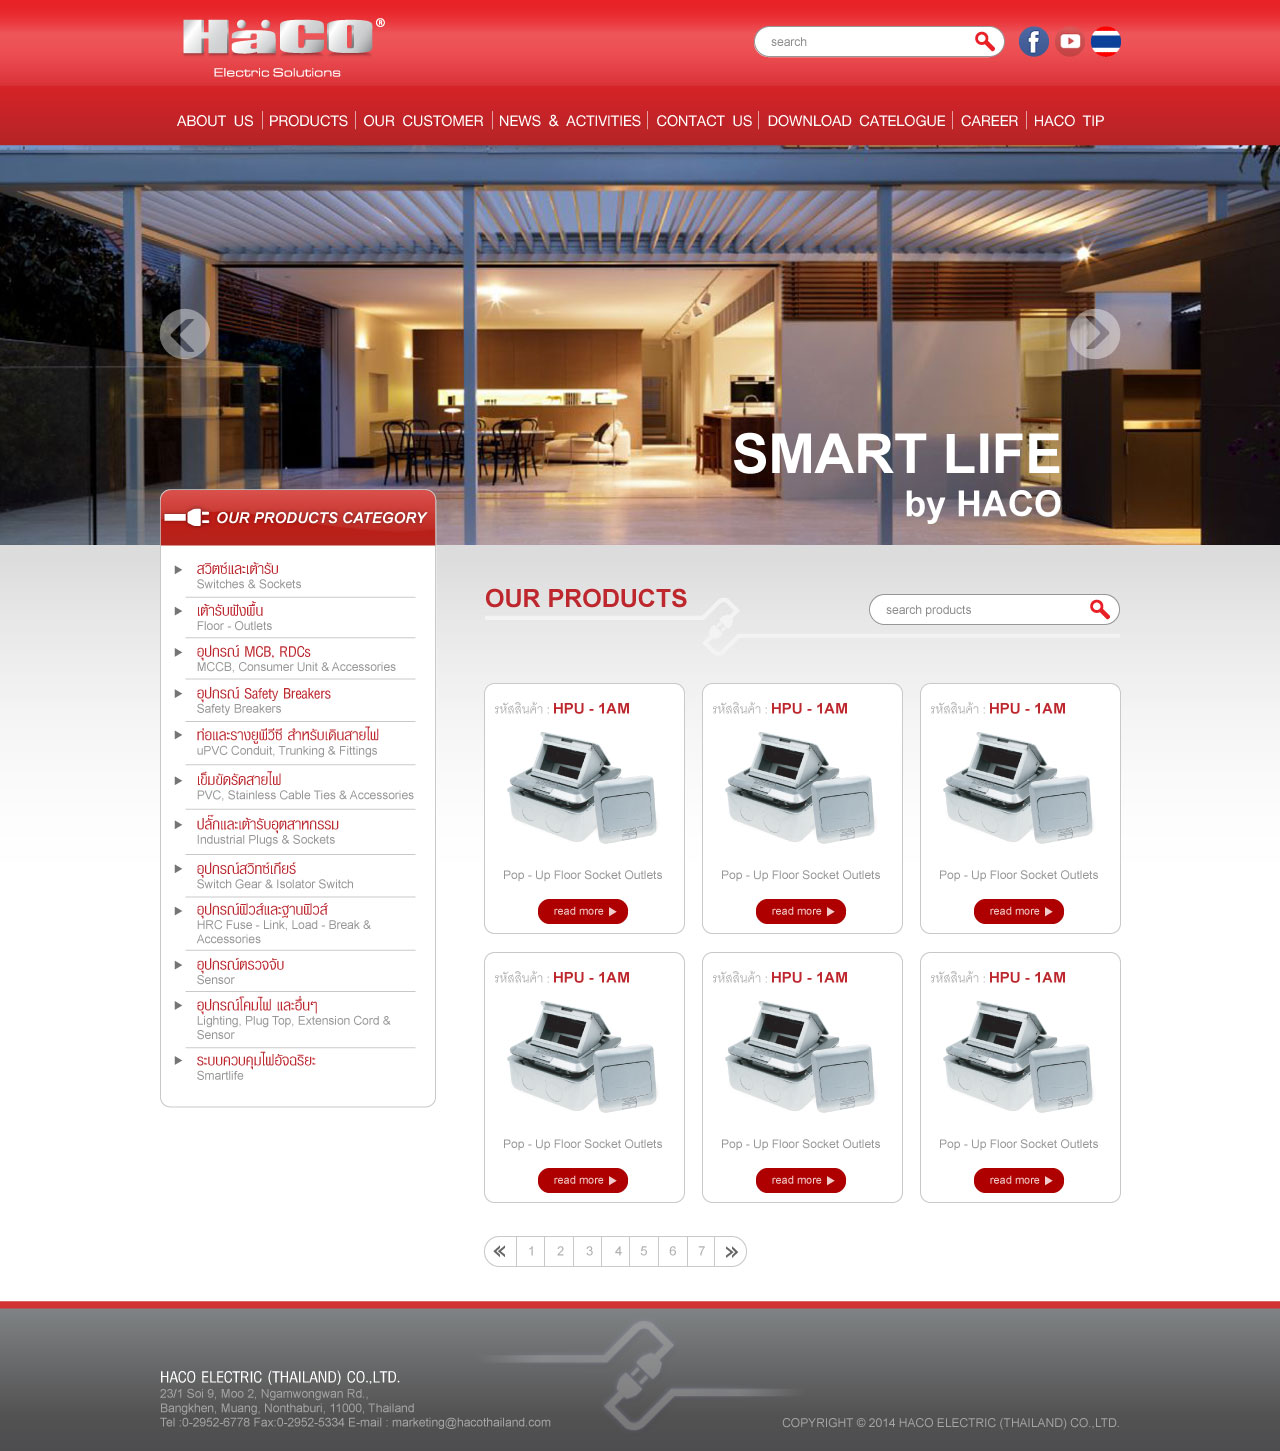 HäCO®
Electric Solutions
search
ABOUT US
PRODUCTS
OUR CUSTOMER
NEWS & ACTIVITIES
CONTACT US
DOWNLOAD CATELOGUE
CAREER
HACO TIP
SMART LIFE
by HACO
OUR PRODUCTS CATEGORY
สวิตซ์และเต้ารับ
Switches & Sockets
เต้ารับฝังพื้น
Floor - Outlets
อุปกรณ์ MCB, RDCs
MCCB, Consumer Unit & Accessories
อุปกรณ์ Safety Breakers
Safety Breakers
ท่อและรางยูพีวีซี สำหรับเดินสายไฟ
uPVC Conduit, Trunking & Fittings
เข็มขัดรัดสายไฟ
PVC, Stainless Cable Ties & Accessories
ปลั๊กและเต้ารับอุตสาหกรรม
Industrial Plugs & Sockets
อุปกรณ์สวิทซ์เกียร์
Switch Gear & Isolator Switch
อุปกรณ์ฟิวส์และฐานฟิวส์
HRC Fuse - Link, Load - Break &
Accessories
อุปกรณ์ตรวจจับ
Sensor
อุปกรณ์โคมไฟ และอื่นๆ
Lighting, Plug Top, Extension Cord &
Sensor
ระบบควบคุมไฟอัจฉริยะ
Smartlife
OUR PRODUCTS
search products
รหัสสินค้า : HPU - 1AM
Pop - Up Floor Socket Outlets
read more
รหัสสินค้า : HPU - 1AM
Pop - Up Floor Socket Outlets
read more
รหัสสินค้า : HPU - 1AM
Pop - Up Floor Socket Outlets
read more
รหัสสินค้า : HPU - 1AM
Pop - Up Floor Socket Outlets
read more
รหัสสินค้า : HPU - 1AM
Pop - Up Floor Socket Outlets
read more
รหัสสินค้า : HPU - 1AM
Pop - Up Floor Socket Outlets
read more
« 1 2 3 4 5 6 7 »
HACO ELECTRIC (THAILAND) CO.,LTD.
23/1 Soi 9, Moo 2, Ngamwongwan Rd.,
Bangkhen, Muang, Nonthaburi, 11000, Thailand
Tel :0-2952-6778 Fax:0-2952-5334 E-mail : marketing@hacothailand.com
COPYRIGHT © 2014 HACO ELECTRIC (THAILAND) CO.,LTD.